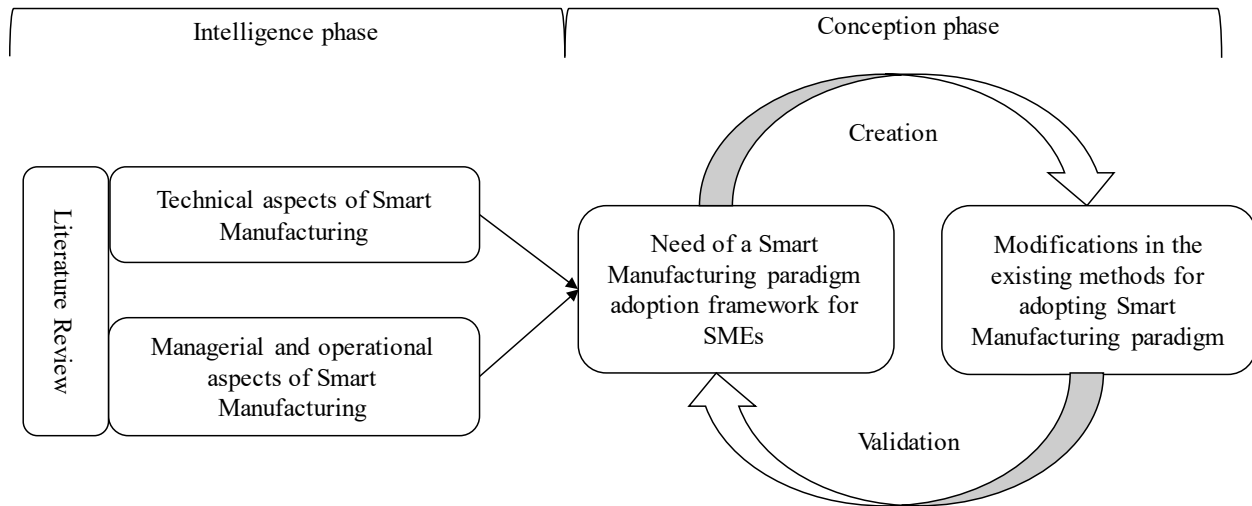 Intelligence phase
Conception phase
Literature Review
Technical aspects of Smart
Manufacturing
Managerial and operational
aspects of Smart
Manufacturing
Creation
Need of a Smart
Manufacturing paradigm
adoption framework for
SMEs
Modifications in the
existing methods for
adopting Smart
Manufacturing paradigm
Validation